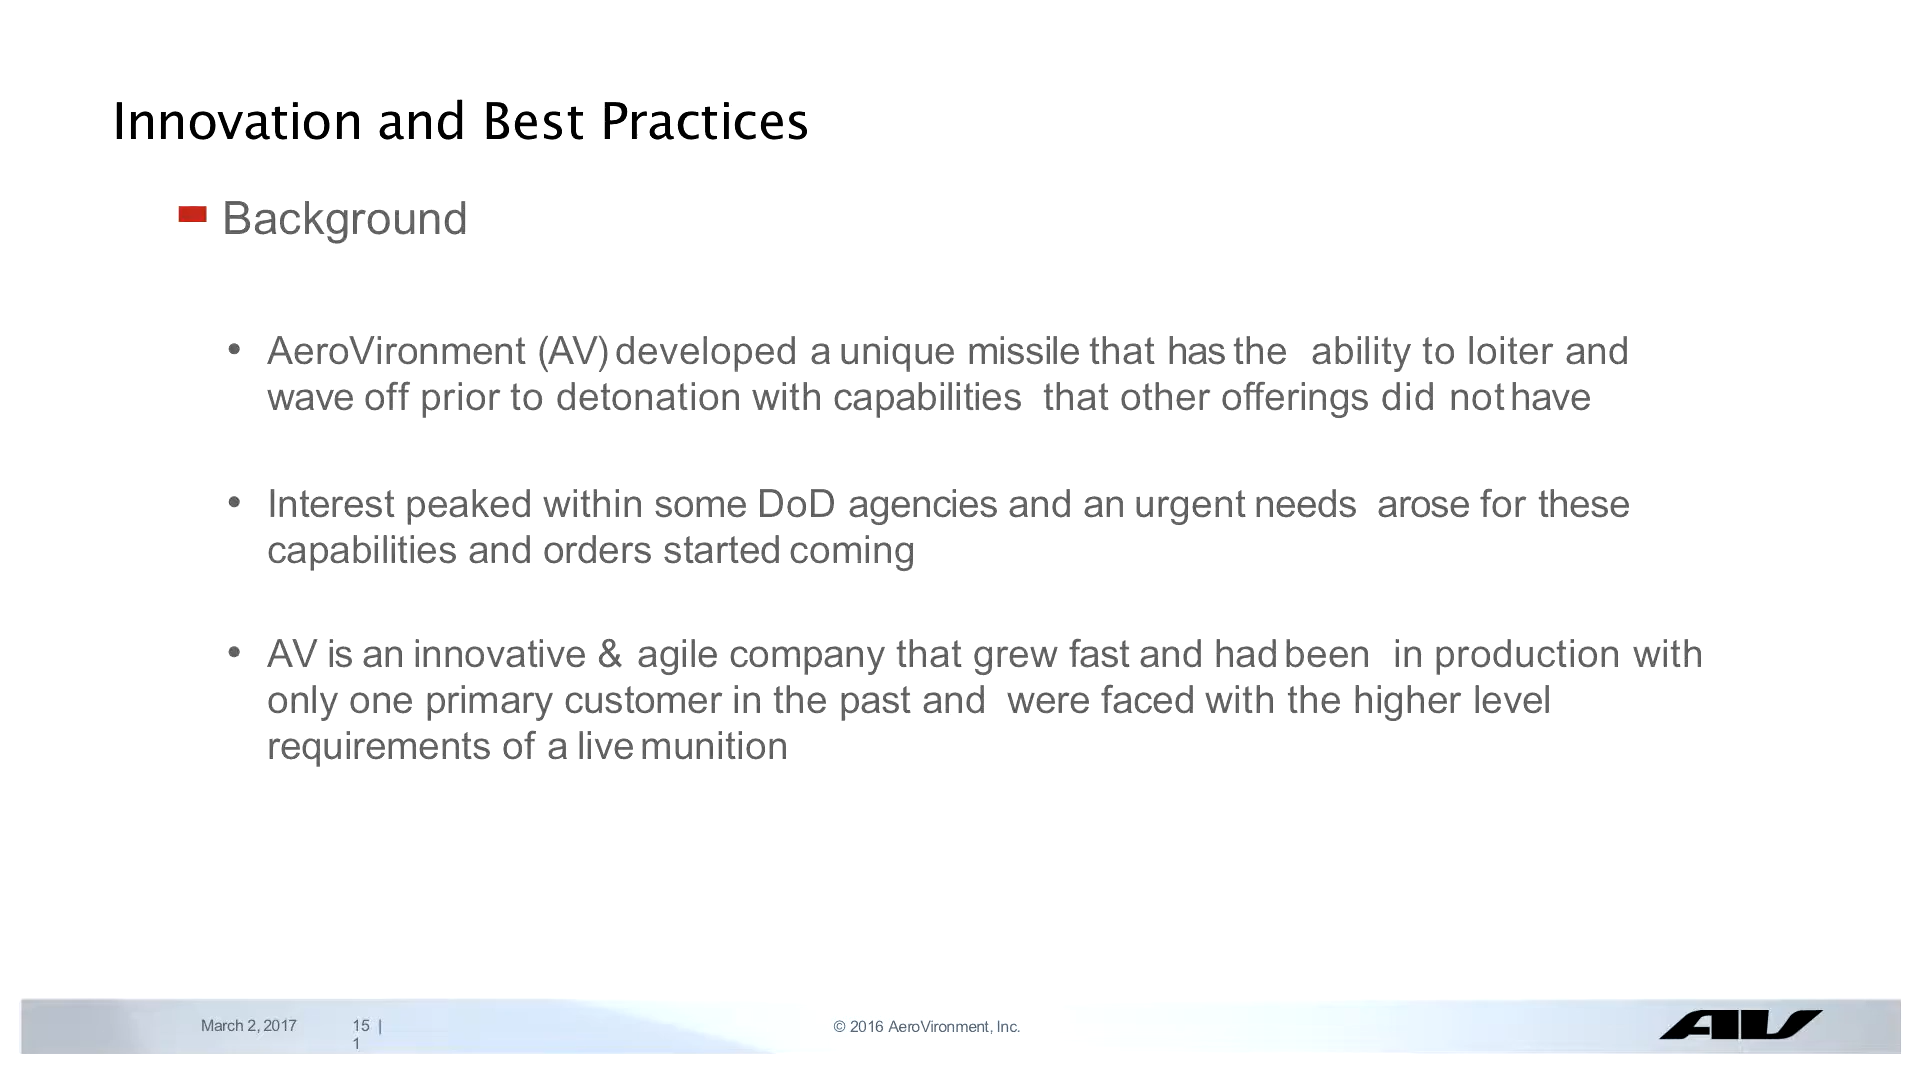 Innovation and Best Practices
Background
• AeroVironment (AV) developed a unique missile that has the ability to loiter and
wave off prior to detonation with capabilities that other offerings did not have
• Interest peaked within some DoD agencies and an urgent needs arose for these
capabilities and orders started coming
• AV is an innovative & agile company that grew fast and had been in production with
only one primary customer in the past and were faced with the higher level
requirements of a live munition
March 2, 2017 15 | © 2016 AeroVironment, Inc. AV
1